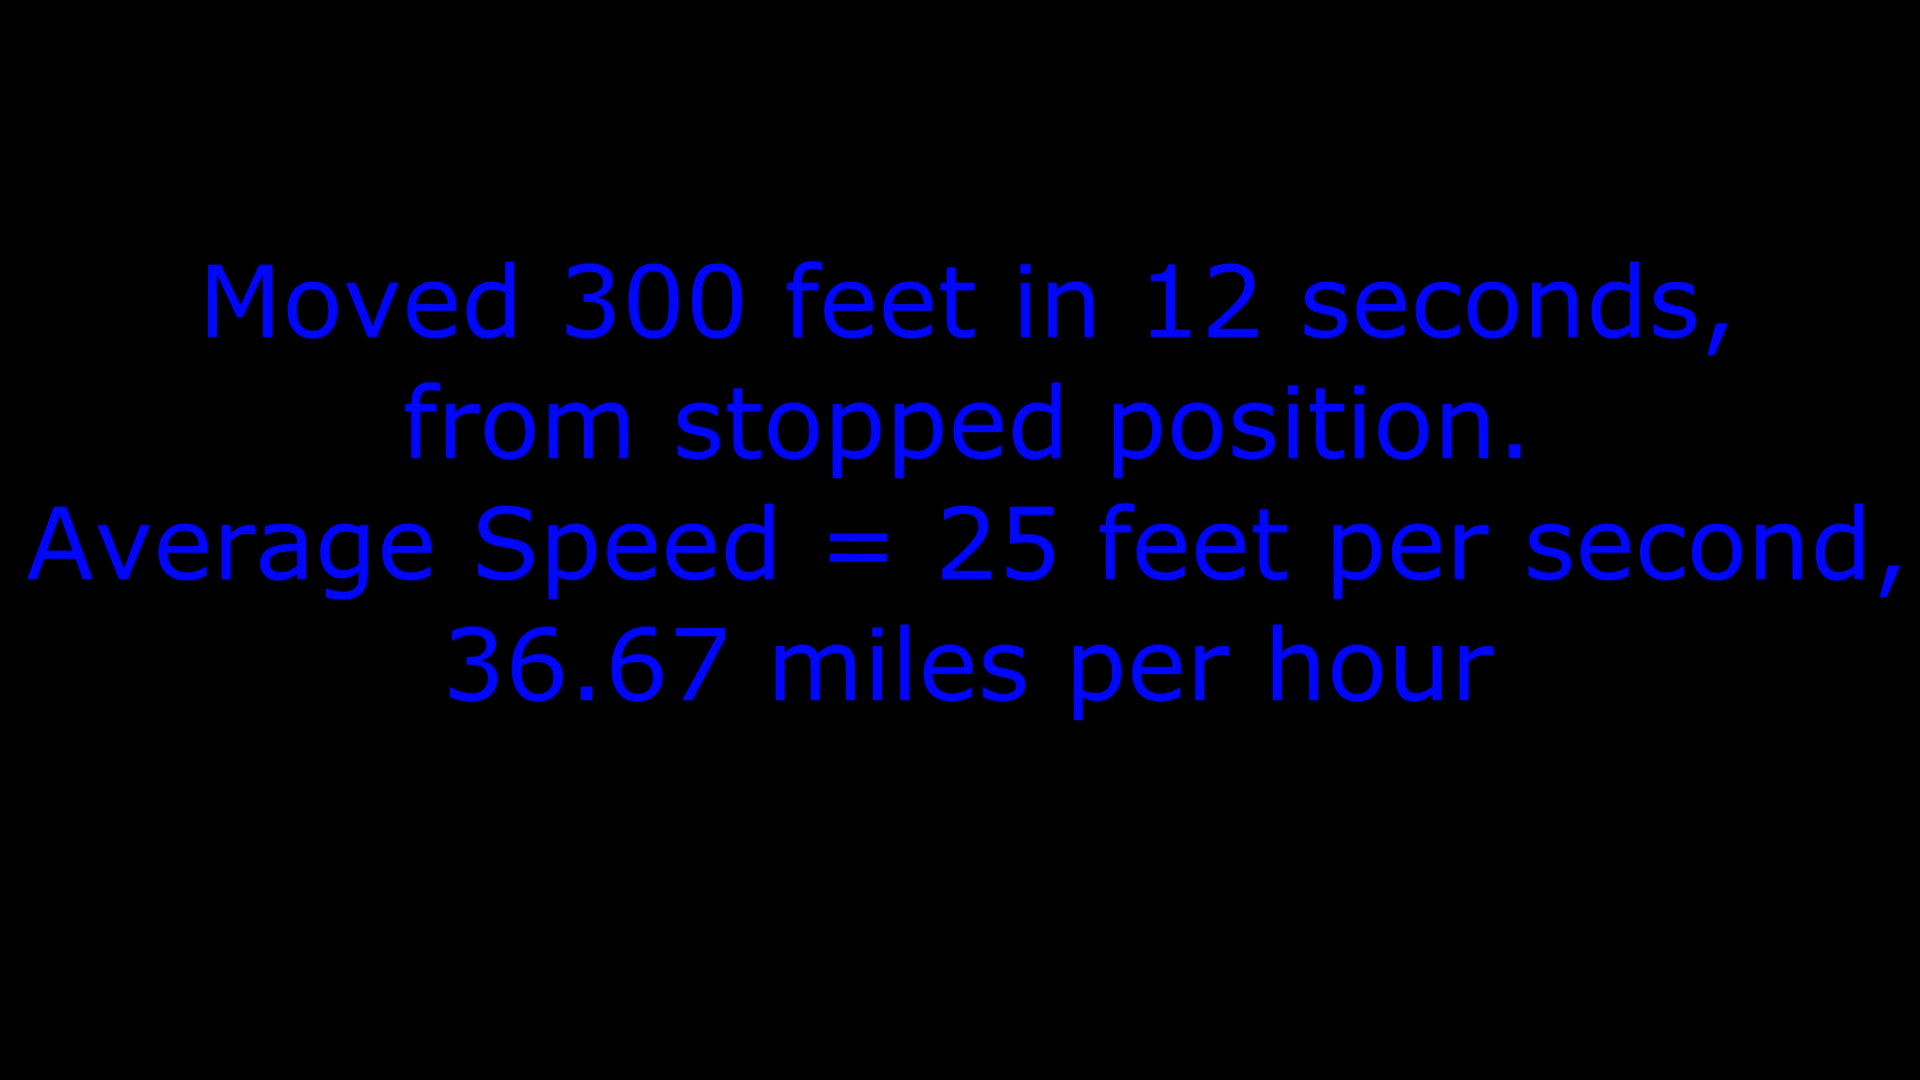 Moved 300 feet in 12 seconds,
from stopped position.
Average Speed = 25 feet per second,
36.67 miles per hour